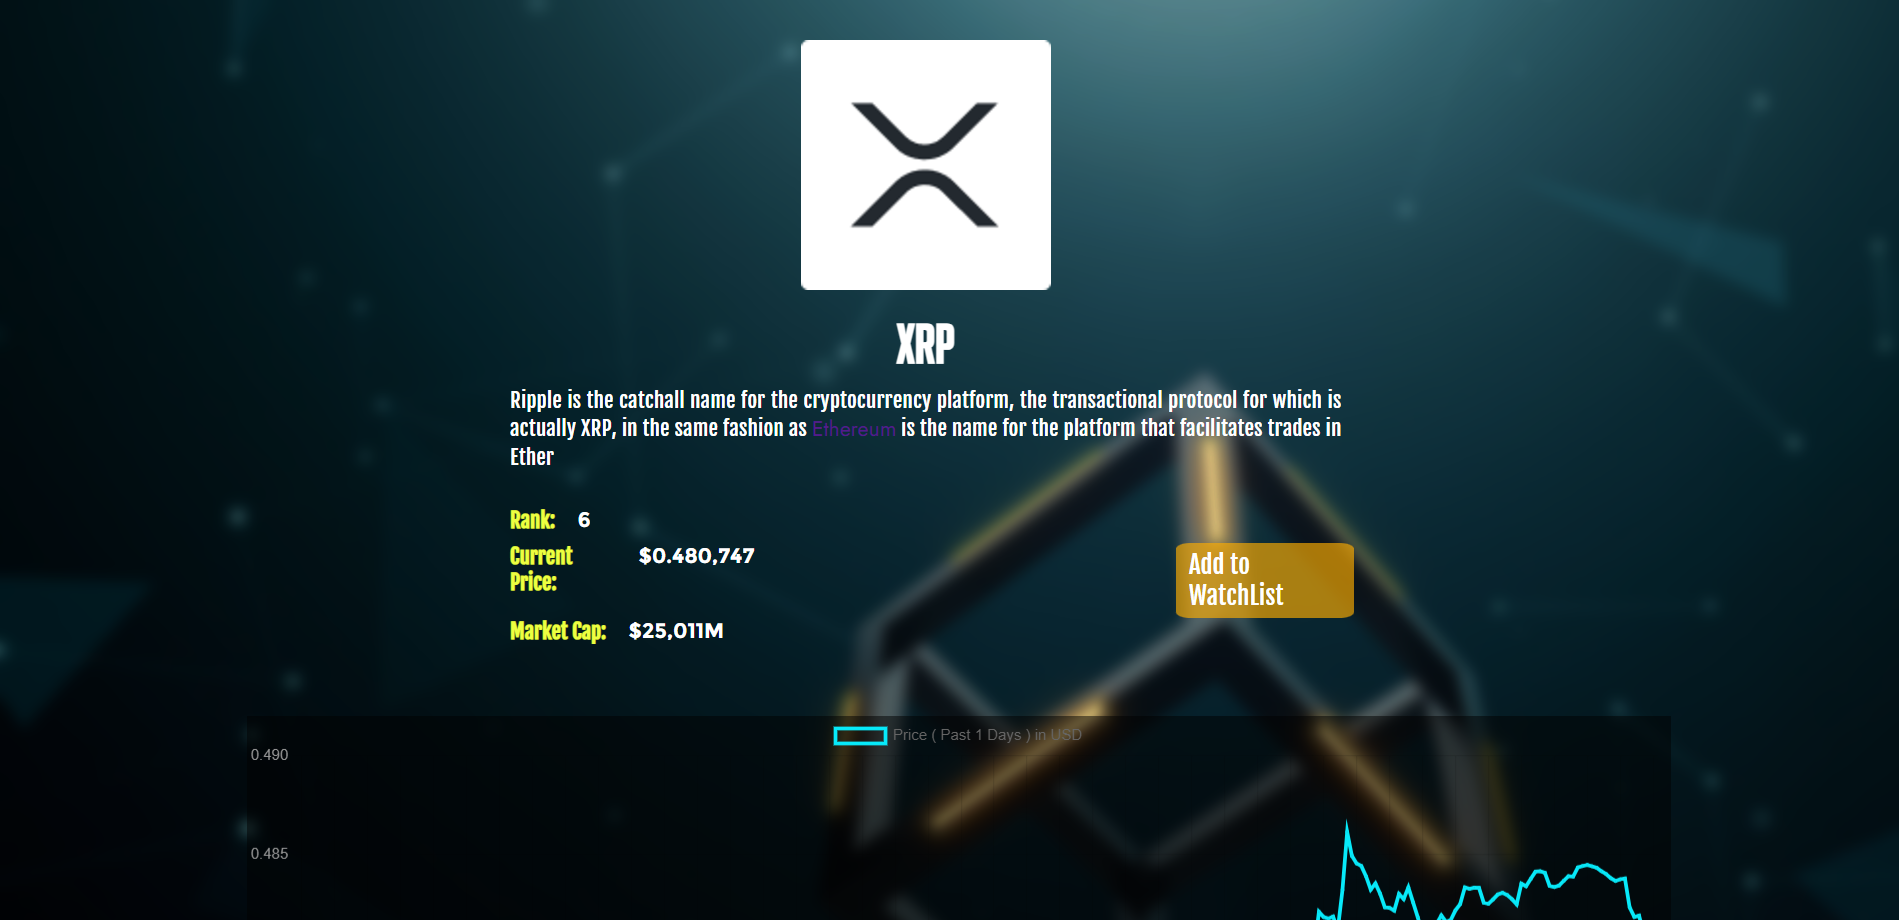 XRP
Ripple is the catchall name for the cryptocurrency platform, the transactional protocol for which is
actually XRP, in the same fashion as Ethereum is the name for the platform that facilitates trades in
Ether
Rank: 6
Current
Price: $0.480,747
Add to
WatchList
Market Cap: $25,011M
Price ( Past 1 Days ) in USD
0.490
0.485